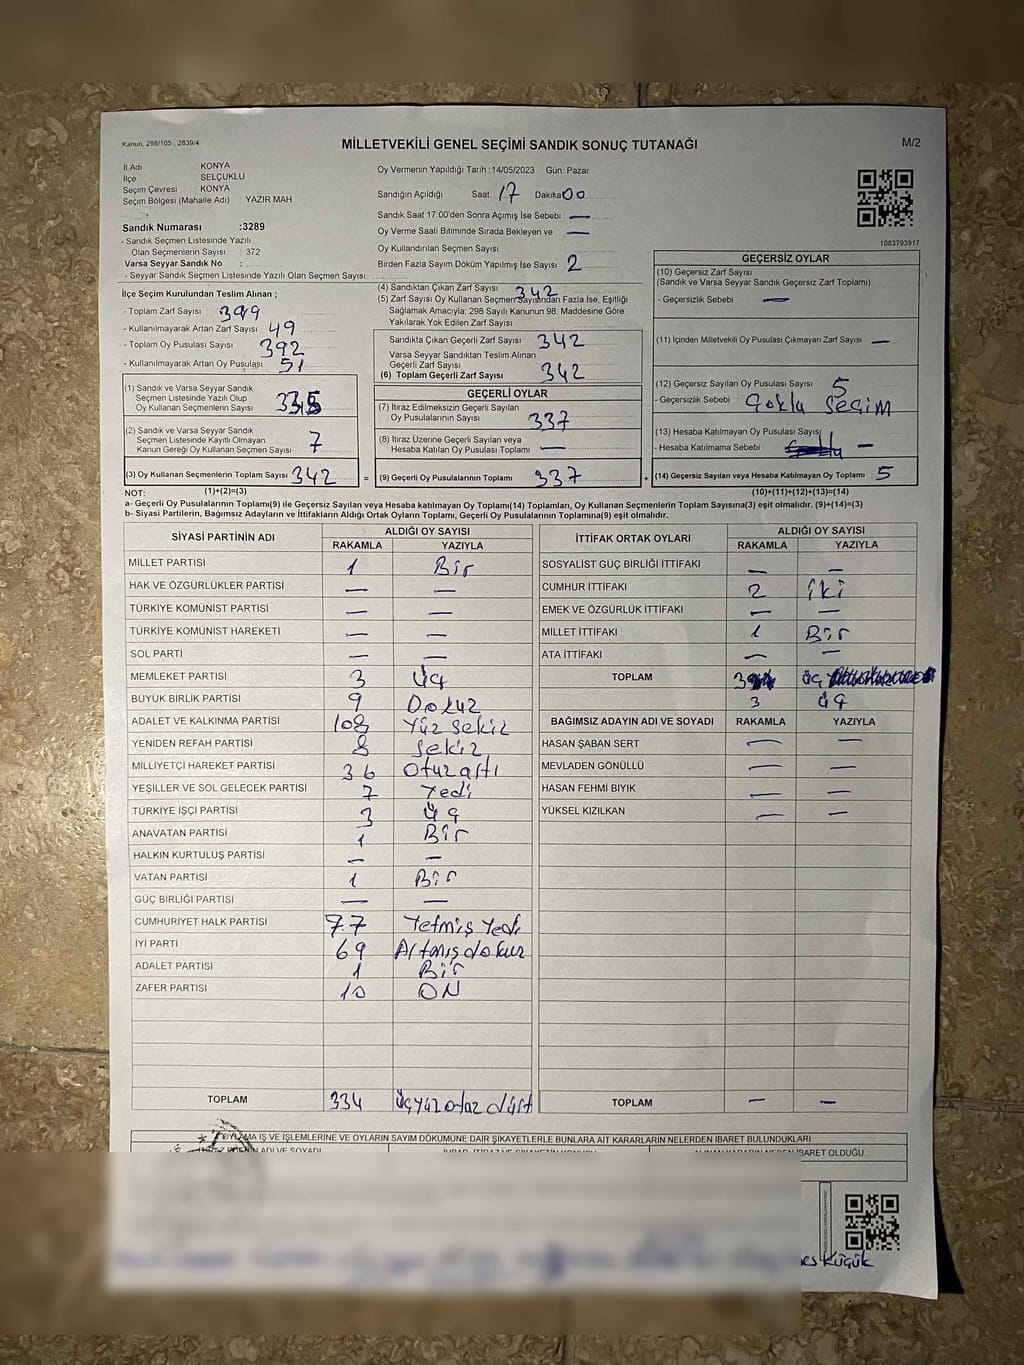 Kanun, 298/105 2839/4
MİLLETVEKİLİ GENEL SEÇİMİ SANDIK SONUÇ TUTANAĞI
M/2
İl Adı KONYA
İlçe SELÇUKLU
Seçim Çevresi KONYA
Seçim Bölgesi (Mahalle Adı) YAZIR MAH
Sandık Numarası :3289
- Sandık Seçmen Listesinde Yazılı
Olan Seçmenlerin Sayısı : 372
Varsa Seyyar Sandık No :
- Seyyar Sandık Seçmen Listesinde Yazılı Olan Seçmen Sayısı:
Oy Vermenin Yapıldığı Tarih :14/05/2023 Gün: Pazar
Sandığın Açıldığı Saat: 17 Dakika 00
Sandık Saat 17:00'den Sonra Açımış İse Sebebi : —
Oy Verme Saati Bitiminde Sırada Bekleyen ve —
Oy Kullandırılan Seçmen Sayısı
Birden Fazla Sayım Döküm Yapılmış İse Sayısı : 2
1083793917
İlçe Seçim Kurulundan Teslim Alınan ;
- Toplam Zarf Sayısı : 399
- Kullanılmayarak Artan Zarf Sayısı : 49
- Toplam Oy Pusulası Sayısı : 392
- Kullanılmayarak Artan Oy Pusulası : 51
(1) Sandık ve Varsa Seyyar Sandık
Seçmen Listesinde Yazılı Olup
Oy Kullanan Seçmenlerin Sayısı : 335
(2) Sandık ve Varsa Seyyar Sandık
Seçmen Listesinde Kayıtlı Olmayan
Kanun Gereği Oy Kullanan Seçmen Sayısı : 7
(3) Oy Kullanan Seçmenlerin Toplam Sayısı : 342
(1)+(2)=(3)
(4) Sandıktan Çıkan Zarf Sayısı : 342
(5) Zarf Sayısı Oy Kullanan Seçmen Sayısından Fazla İse, Eşitliği
Sağlamak Amacıyla, 298 Sayılı Kanunun 98. Maddesine Göre
Yakılarak Yok Edilen Zarf Sayısı :
Sandıkta Çıkan Geçerli Zarf Sayısı : 342
Varsa Seyyar Sandıktan Teslim Alınan
Geçerli Zarf Sayısı :
(6) Toplam Geçerli Zarf Sayısı : 342
GEÇERLİ OYLAR
(7) İtiraz Edilmeksizin Geçerli Sayılan
Oy Pusulalarının Sayısı : 337
(8) İtiraz Üzerine Geçerli Sayılan veya
Hesaba Katılan Oy Pusulası Toplamı : —
= (9) Geçerli Oy Pusulalarının Toplamı : 337 +
GEÇERSİZ OYLAR
(10) Geçersiz Zarf Sayısı
(Sandık ve Varsa Seyyar Sandık Geçersiz Zarf Toplamı)
- Geçersizlik Sebebi : —
(11) İçinden Milletvekili Oy Pusulası Çıkmayan Zarf Sayısı : —
(12) Geçersiz Sayılan Oy Pusulası Sayısı : 5
- Geçersizlik Sebebi : Çoklu Seçim
(13) Hesaba Katılmayan Oy Pusulası Sayısı
- Hesaba Katılmama Sebebi : —
(14) Geçersiz Sayılan veya Hesaba Katılmayan Oy Toplamı : 5
(10)+(11)+(12)+(13)=(14)
NOT:
a- Geçerli Oy Pusulalarının Toplamı(9) ile Geçersiz Sayılan veya Hesaba katılmayan Oy Toplamı(14) Toplamları, Oy Kullanan Seçmenlerin Toplam Sayısına(3) eşit olmalıdır. (9)+(14)=(3)
b- Siyasi Partilerin, Bağımsız Adayların ve İttifakların Aldığı Ortak Oyların Toplamı, Geçerli Oy Pusulalarının Toplamına(9) eşit olmalıdır.
SİYASİ PARTİNİN ADI ALDIĞI OY SAYISI
RAKAMLA YAZIYLA
MİLLET PARTİSİ 1 Bir
HAK VE ÖZGÜRLÜKLER PARTİSİ — —
TÜRKİYE KOMÜNİST PARTİSİ — —
TÜRKİYE KOMÜNİST HAREKETİ — —
SOL PARTİ — —
MEMLEKET PARTİSİ 3 Üç
BÜYÜK BİRLİK PARTİSİ 9 Dokuz
ADALET VE KALKINMA PARTİSİ 108 Yüz sekiz
YENİDEN REFAH PARTİSİ 8 Sekiz
MİLLİYETÇİ HAREKET PARTİSİ 36 Otuz altı
YEŞİLLER VE SOL GELECEK PARTİSİ 7 Yedi
TÜRKİYE İŞÇİ PARTİSİ 3 Üç
ANAVATAN PARTİSİ 1 Bir
HALKIN KURTULUŞ PARTİSİ — —
VATAN PARTİSİ 1 Bir
GÜÇ BİRLİĞİ PARTİSİ — —
CUMHURİYET HALK PARTİSİ 77 Yetmiş Yedi
İYİ PARTİ 69 Altmış dokuz
ADALET PARTİSİ 1 Bir
ZAFER PARTİSİ 10 ON
TOPLAM 334 Üçyüz otuz dört
İTTİFAK ORTAK OYLARI ALDIĞI OY SAYISI
RAKAMLA YAZIYLA
SOSYALİST GÜÇ BİRLİĞİ İTTİFAKI — —
CUMHUR İTTİFAKI 2 iki
EMEK VE ÖZGÜRLÜK İTTİFAKI — —
MİLLET İTTİFAKI 1 Bir
ATA İTTİFAKI — —
TOPLAM 3 üç
3 üç
BAĞIMSIZ ADAYIN ADI VE SOYADI RAKAMLA YAZIYLA
HASAN ŞABAN SERT — —
MEVLADEN GÖNÜLLÜ — —
HASAN FEHMİ BIYIK — —
YÜKSEL KIZILKAN — —
TOPLAM — —
OYLAMA İŞ VE İŞLEMLERİNE VE OYLARIN SAYIM DÖKÜMÜNE DAİR ŞİKAYETLERLE BUNLARA AİT KARARLARIN NELERDEN İBARET BULUNDUKLARI
Küçük